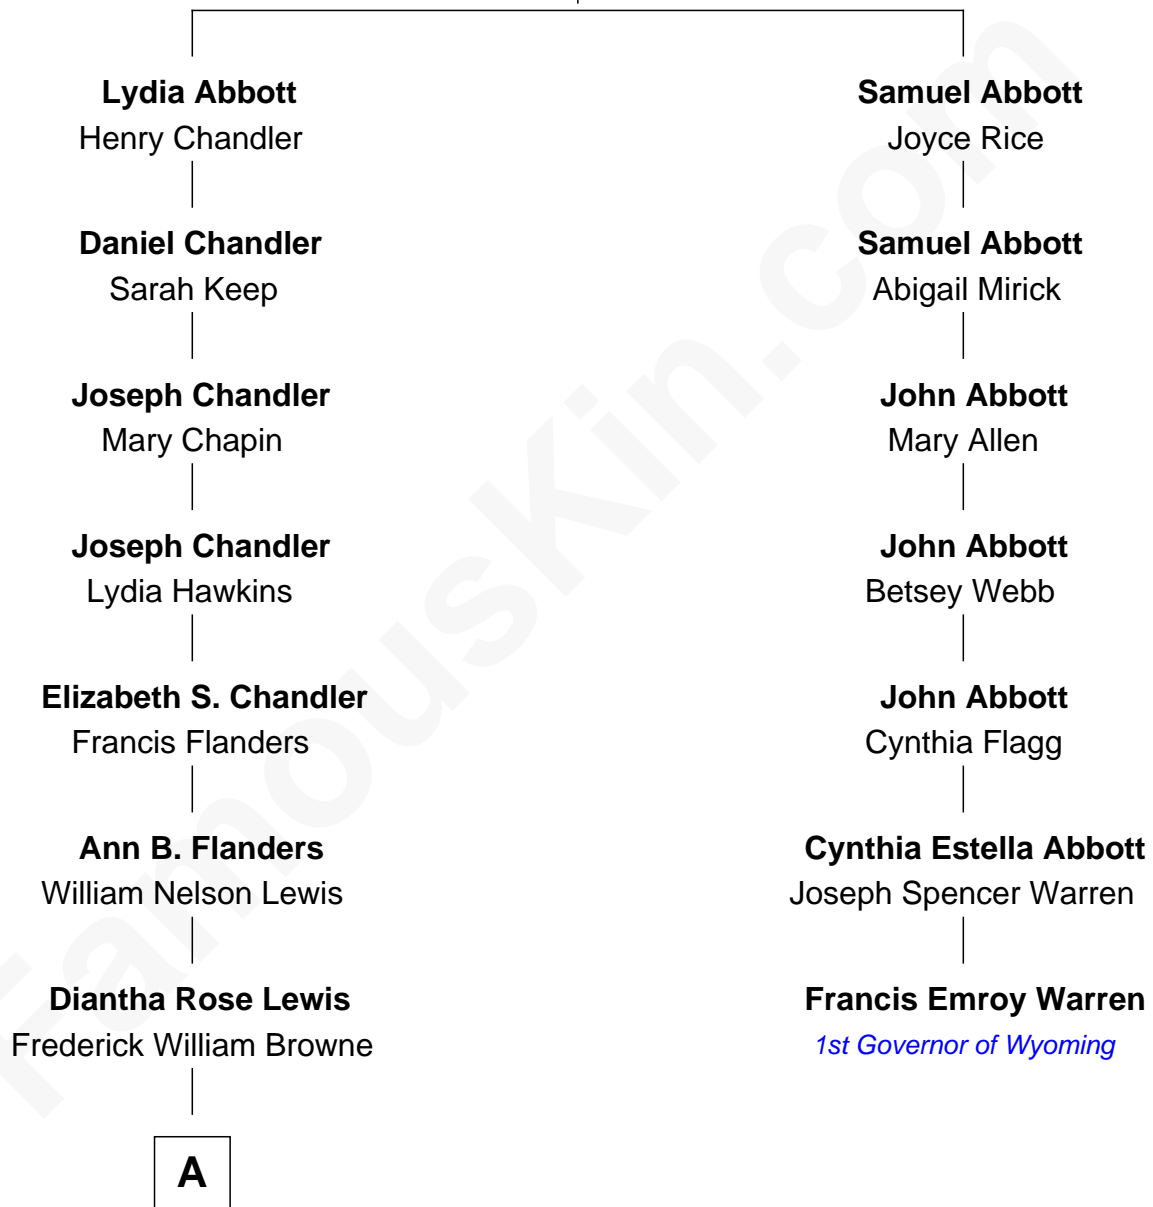 Lydia Abbott
Henry Chandler
Samuel Abbott
Joyce Rice
Daniel Chandler
Sarah Keep
Samuel Abbott
Abigail Mirick
Joseph Chandler
Mary Chapin
John Abbott
Mary Allen
Joseph Chandler
Lydia Hawkins
John Abbott
Betsey Webb
Elizabeth S. Chandler
Francis Flanders
John Abbott
Cynthia Flagg
Ann B. Flanders
William Nelson Lewis
Cynthia Estella Abbott
Joseph Spencer Warren
Diantha Rose Lewis
Frederick William Browne
Francis Emroy Warren
1st Governor of Wyoming
A
FamousKin.com